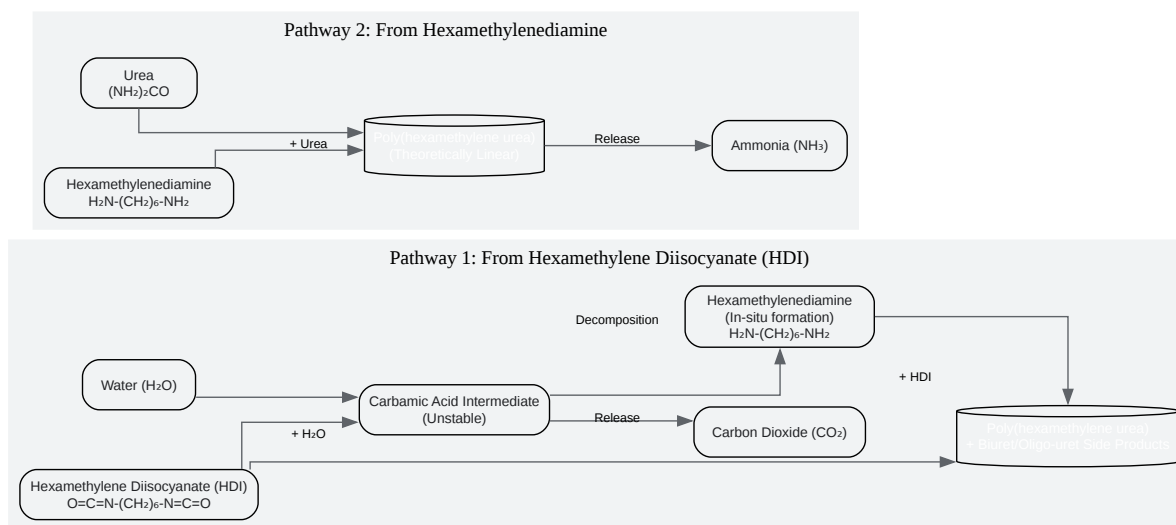 Pathway 2: From Hexamethylenediamine
Urea
(NH₂)₂CO
+ Urea
Hexamethylenediamine
H₂N-(CH₂)₆-NH₂
Poly(hexamethylene urea)
(Theoretically Linear)
Release
Ammonia (NH₃)
Pathway 1: From Hexamethylene Diisocyanate (HDI)
Hexamethylenediamine
(In-situ formation)
H₂N-(CH₂)₆-NH₂
Decomposition
+ HDI
Water (H₂O)
Carbamic Acid Intermediate
(Unstable)
Release
Carbon Dioxide (CO₂)
+ H₂O
Poly(hexamethylene urea)
+ Biuret/Oligo-uret Side Products
Hexamethylene Diisocyanate (HDI)
O=C=N-(CH₂)₆-N=C=O